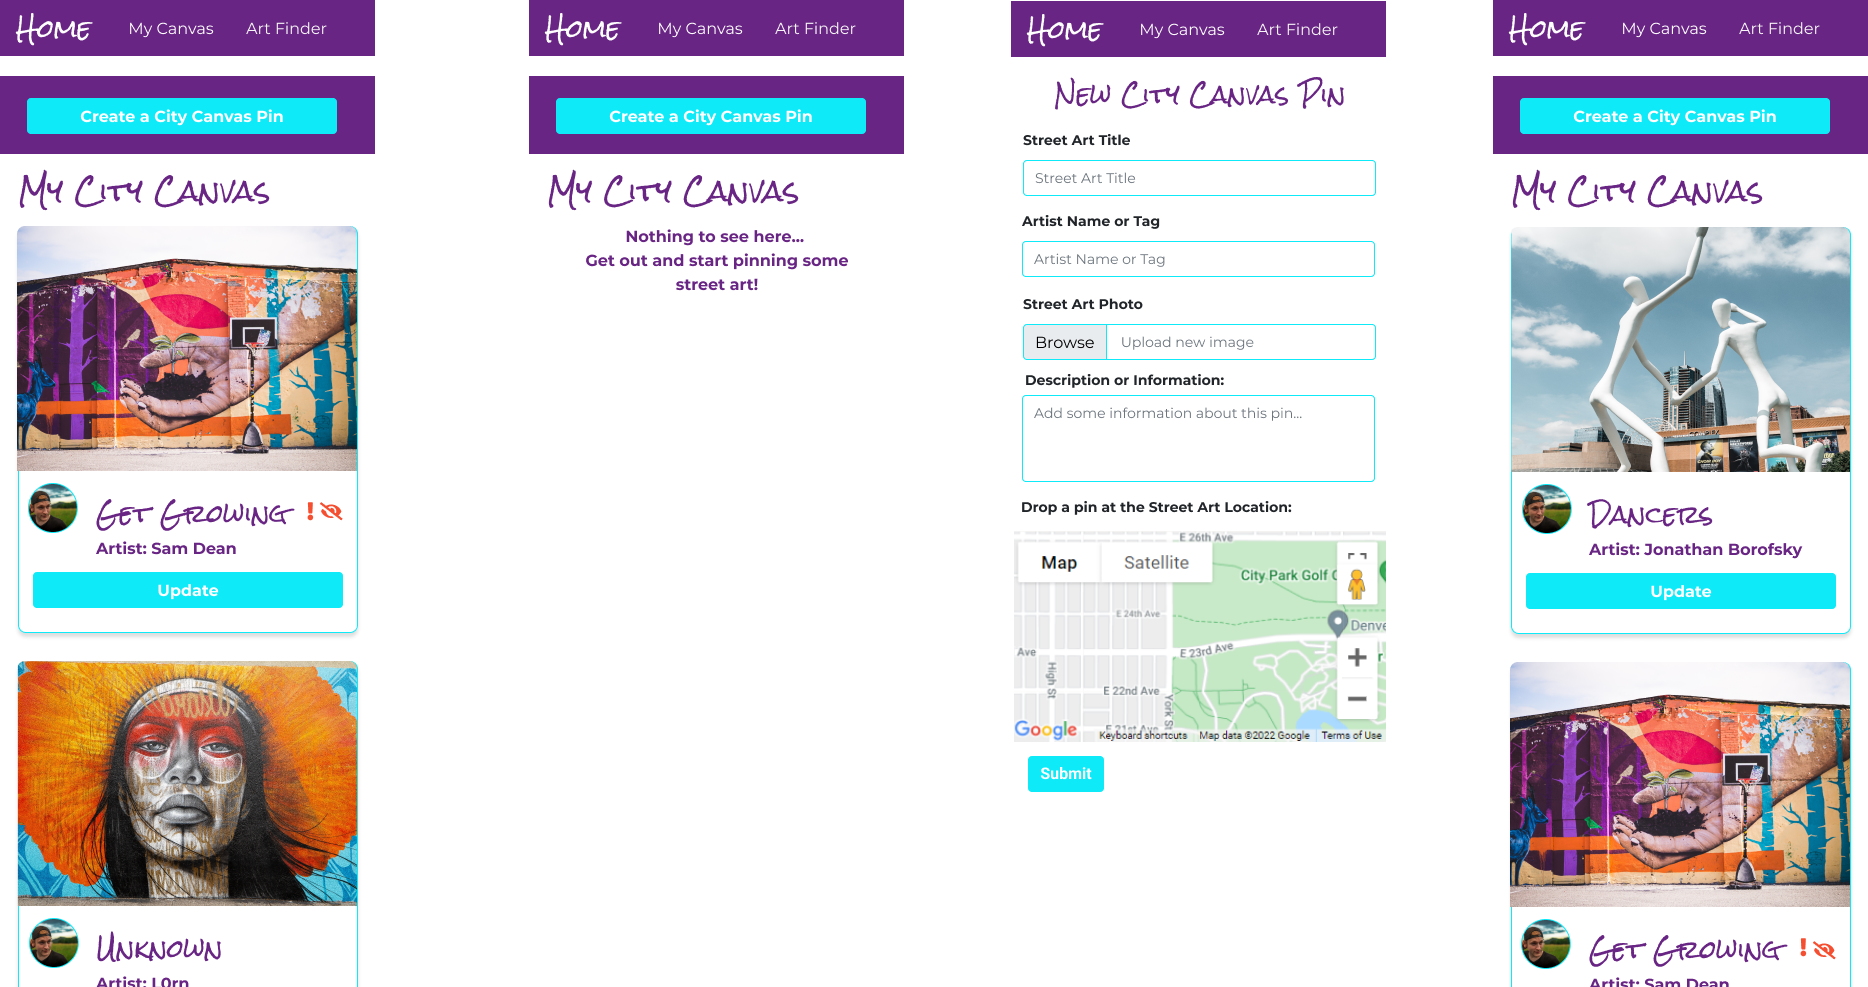 Home My Canvas Art Finder
Create a City Canvas Pin
My City Canvas
Get Growing
Artist: Sam Dean
Update
Unknown
Artist: L0rn
Home My Canvas Art Finder
Create a City Canvas Pin
My City Canvas
Nothing to see here...
Get out and start pinning some
street art!
Home My Canvas Art Finder
New City Canvas Pin
Street Art Title
Street Art Title
Artist Name or Tag
Artist Name or Tag
Street Art Photo
Browse Upload new image
Description or Information:
Add some information about this pin...
Drop a pin at the Street Art Location:
E 26th Ave
Map Satellite
City Park Golf C
E 24th Ave
Denve
E 23rd Ave
Ave
High St
E 22nd Ave
York St
E 21st Ave
Google
Keyboard shortcuts Map data ©2022 Google Terms of Use
Submit
Home My Canvas Art Finder
Create a City Canvas Pin
My City Canvas
Dancers
Artist: Jonathan Borofsky
Update
Get Growing
Artist: Sam Dean